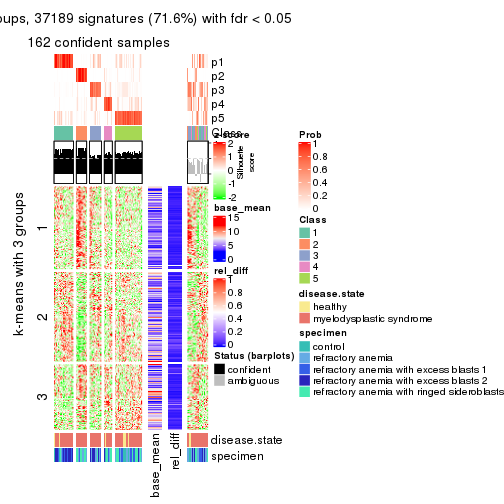 oups, 37189 signatures (71.6%) with fdr < 0.05
162 confident samples
p1
p2
p3
p4
p5
Class
1
0.5
0
Silhouette
score
k-means with 3 groups
1
2
3
base_mean
rel_diff
disease.state
specimen
z-score
2
1
0
-1
-2
base_mean
15
10
5
0
rel_diff
1
0.8
0.6
0.4
0.2
0
Status (barplots)
confident
ambiguous
Prob
1
0.8
0.6
0.4
0.2
0
Class
1
2
3
4
5
disease.state
healthy
myelodysplastic syndrome
specimen
control
refractory anemia
refractory anemia with excess blasts 1
refractory anemia with excess blasts 2
refractory anemia with ringed sideroblasts